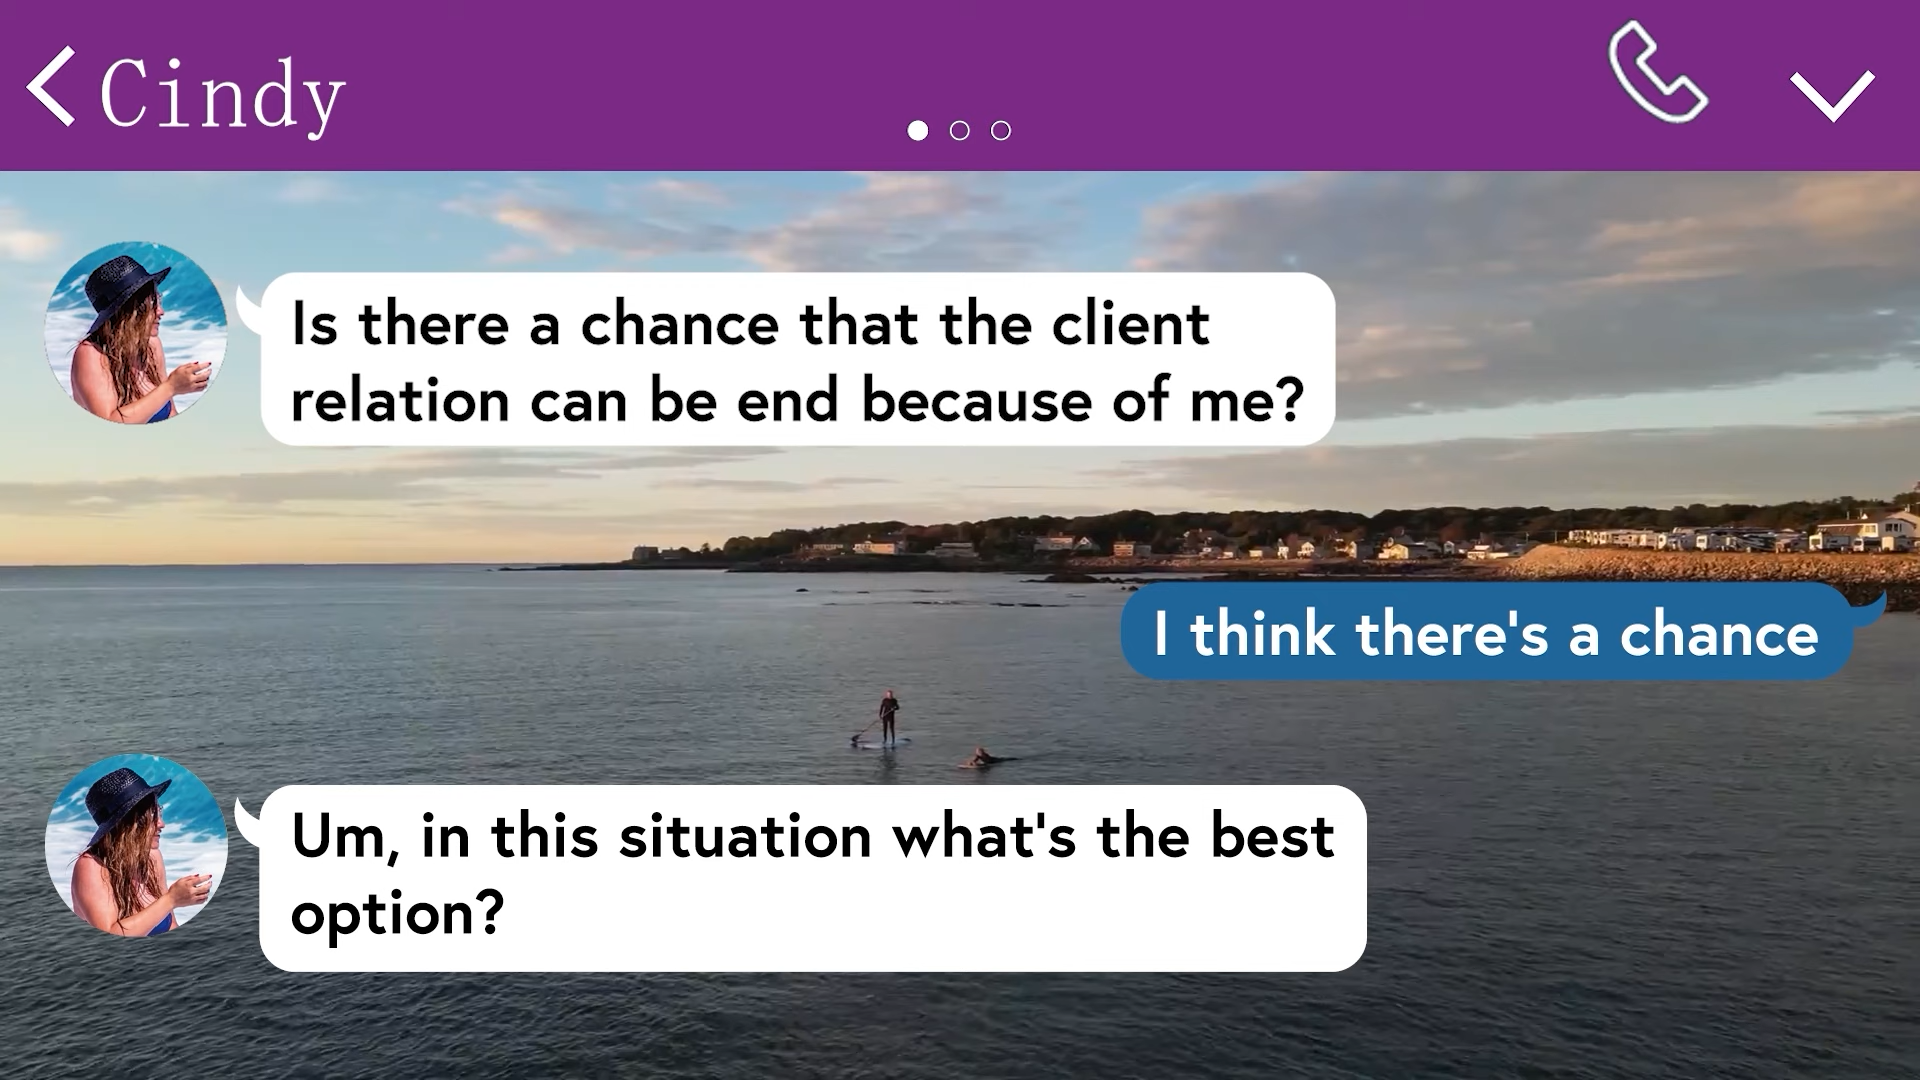 Cindy
Is there a chance that the client
relation can be end because of me?
I think there's a chance
Um, in this situation what's the best
option?